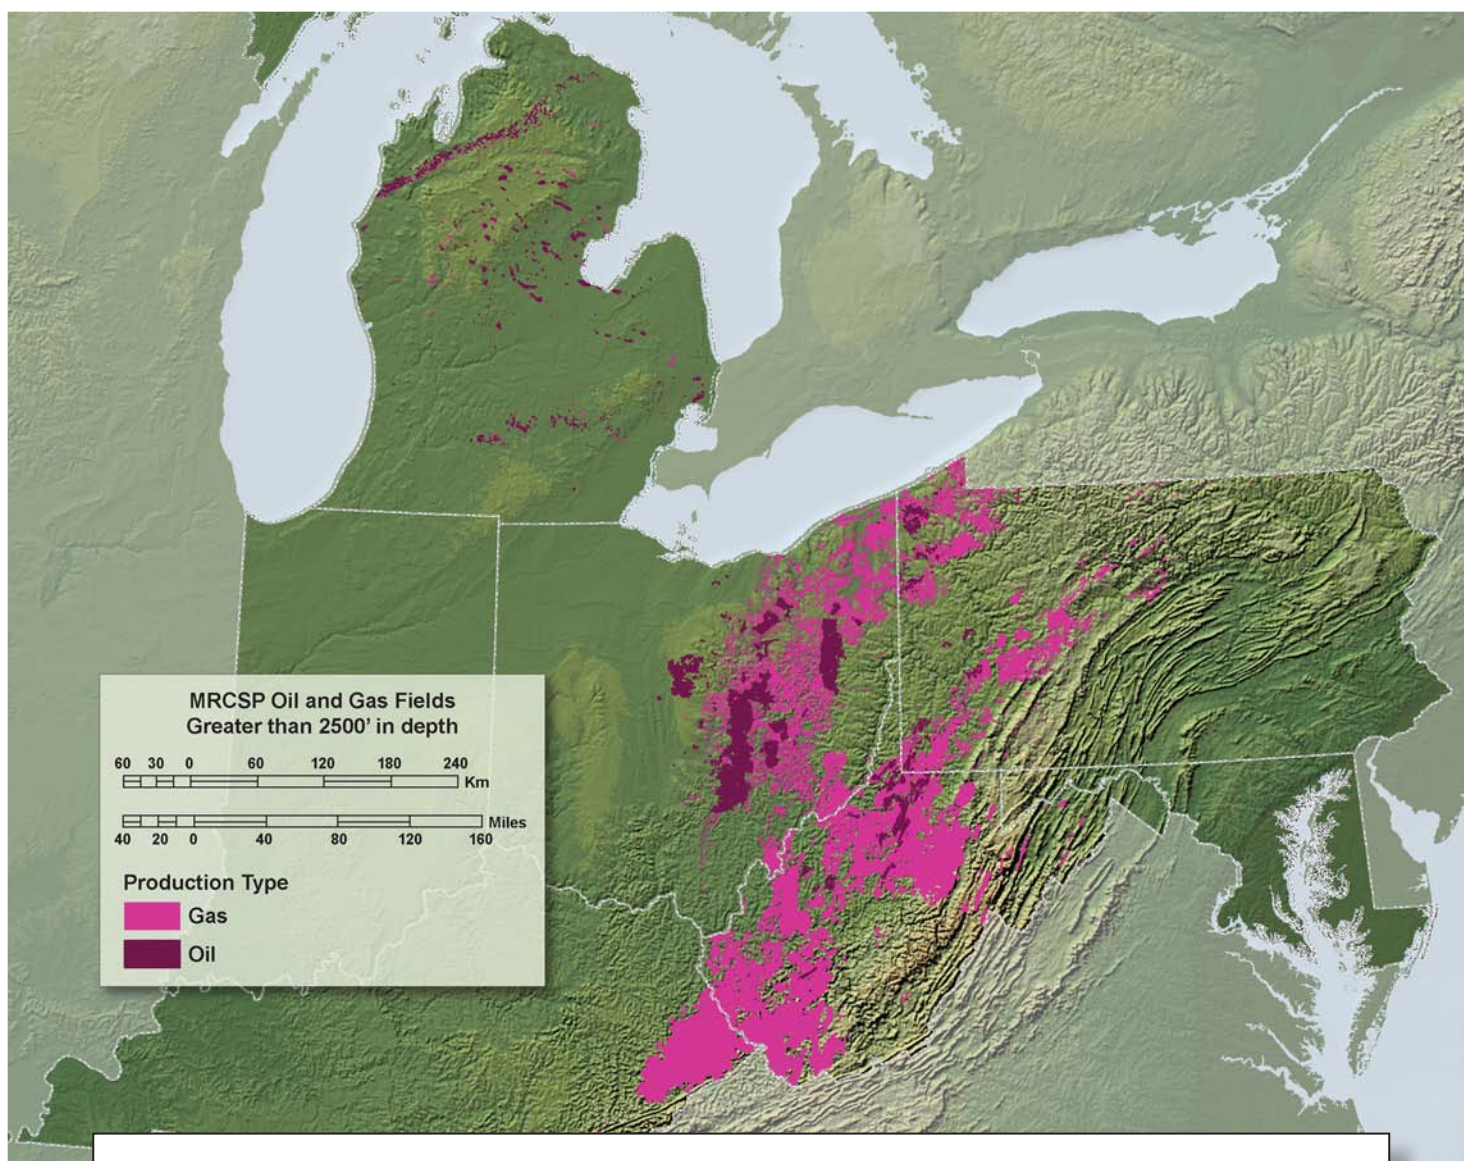 MRCSP Oil and Gas Fields
Greater than 2500' in depth
60 30 0 60 120 180 240
Km
Miles
40 20 0 40 80 120 160
Production Type
Gas
Oil